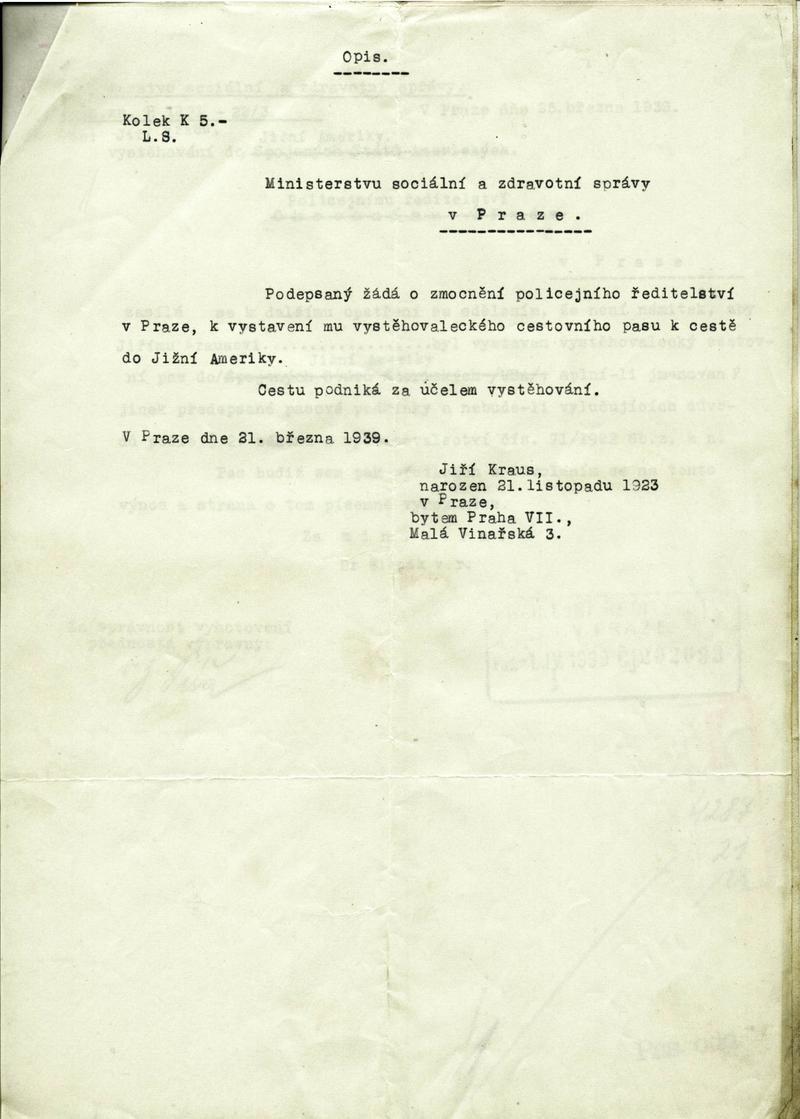 Opis.
Kolek K 5.-
L.S.
Ministerstvu sociální a zdravotní správy
v P r a z e .
Podepsaný žádá o zmocnění policejního ředitelství
v Praze, k vystavení mu vystěhovaleckého cestovního pasu k cestě
do Jižní Ameriky.
Cestu podniká za účelem vystěhování.
V Praze dne 21. března 1939.
Jiří Kraus,
narozen 21.listopadu 1923
v Praze,
bytem Praha VII.,
Malá Vinařská 3.
4287
21